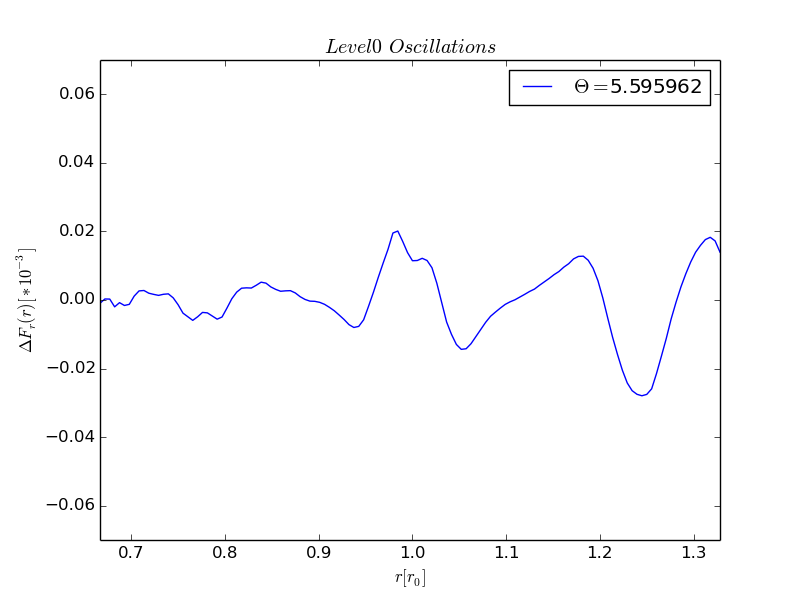 Level0 Oscillations
Θ = 5.595962
0.06
0.04
0.02
0.00
−0.02
−0.04
−0.06
ΔF_r(r)[*10^{-3}]
0.7 0.8 0.9 1.0 1.1 1.2 1.3
r[r_0]